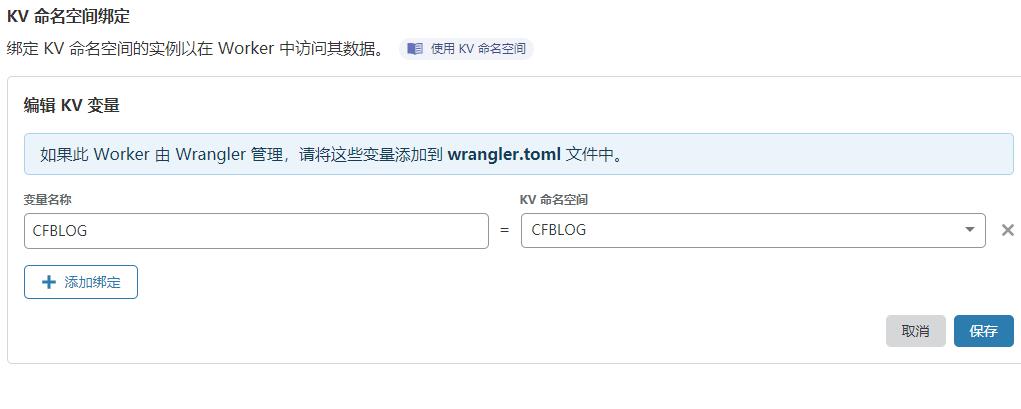 KV 命名空间绑定
绑定 KV 命名空间的实例以在 Worker 中访问其数据。 使用 KV 命名空间
编辑 KV 变量
如果此 Worker 由 Wrangler 管理，请将这些变量添加到 wrangler.toml 文件中。
变量名称 KV 命名空间
CFBLOG = CFBLOG
添加绑定
取消 保存